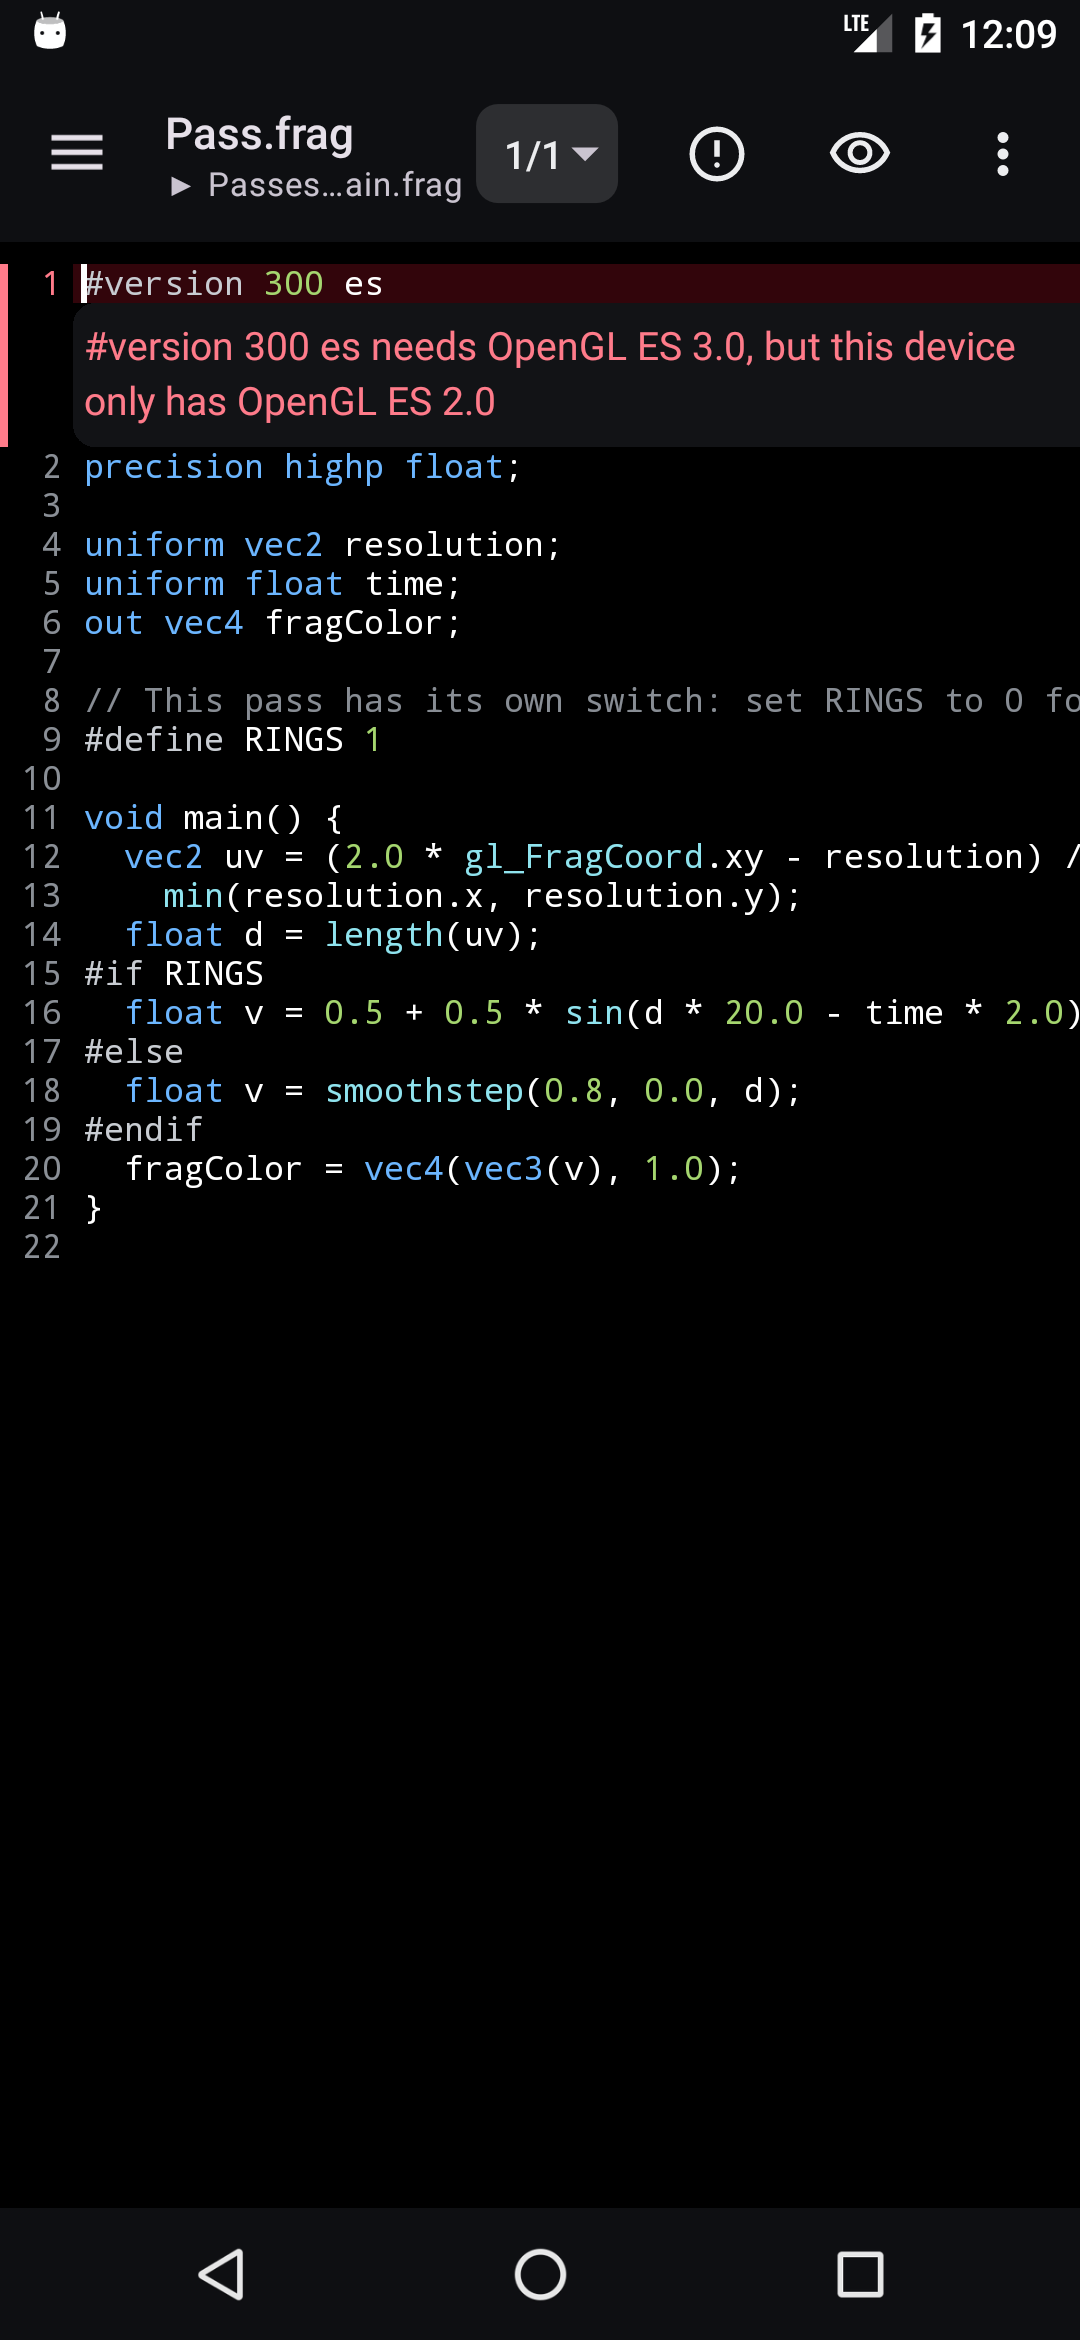 LTE 12:09
Pass.frag
► Passes…ain.frag
1/1
1 #version 300 es
#version 300 es needs OpenGL ES 3.0, but this device
only has OpenGL ES 2.0
2 precision highp float;
3
4 uniform vec2 resolution;
5 uniform float time;
6 out vec4 fragColor;
7
8 // This pass has its own switch: set RINGS to 0 fo
9 #define RINGS 1
10
11 void main() {
12   vec2 uv = (2.0 * gl_FragCoord.xy - resolution) /
13     min(resolution.x, resolution.y);
14   float d = length(uv);
15 #if RINGS
16   float v = 0.5 + 0.5 * sin(d * 20.0 - time * 2.0)
17 #else
18   float v = smoothstep(0.8, 0.0, d);
19 #endif
20   fragColor = vec4(vec3(v), 1.0);
21 }
22